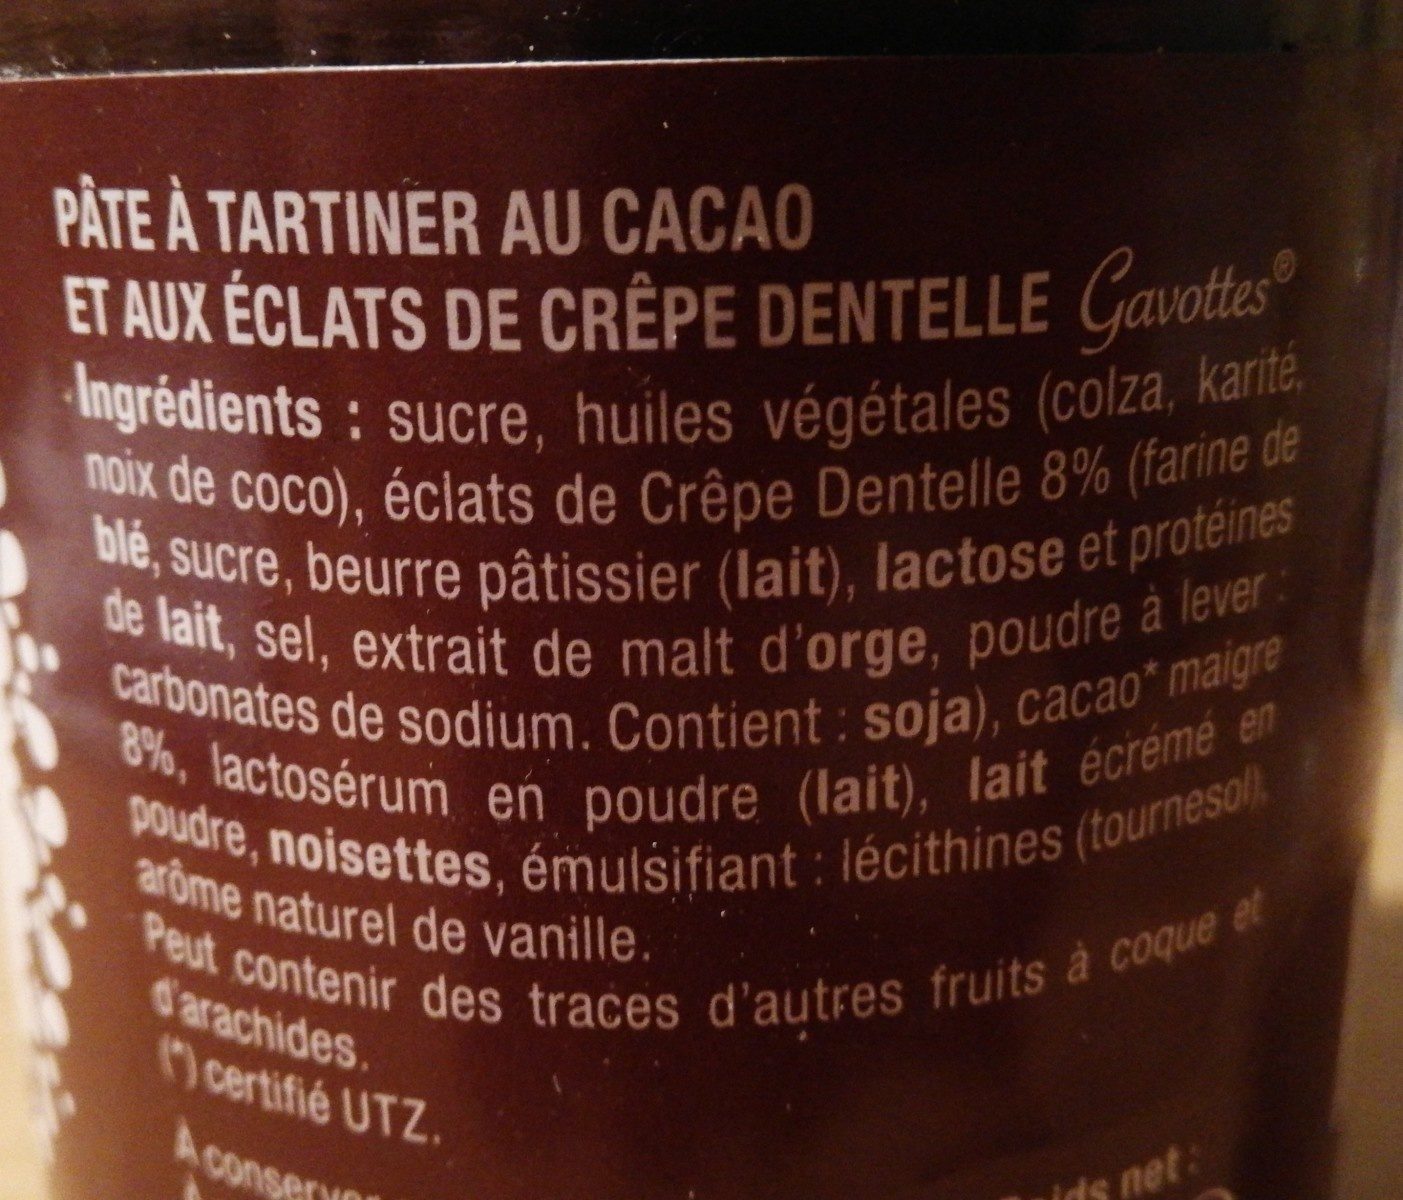 PÂTE À TARTINER AU CACAO
ET AUX ÉCLATS DE CRÊPE DENTELLE Gavottes®
Ingrédients : sucre, huiles végétales (colza, karité,
noix de coco), éclats de Crêpe Dentelle 8% (farine de
blé, sucre, beurre pâtissier (lait), lactose et protéines
de lait, sel, extrait de malt d'orge, poudre à lever :
carbonates de sodium. Contient : soja), cacao* maigre
8%, lactosérum en poudre (lait), lait écrémé en
poudre, noisettes, émulsifiant : lécithines (tournesol),
arôme naturel de vanille.
Peut contenir des traces d'autres fruits à coque et
d'arachides.
(*) certifié UTZ.
A
net :